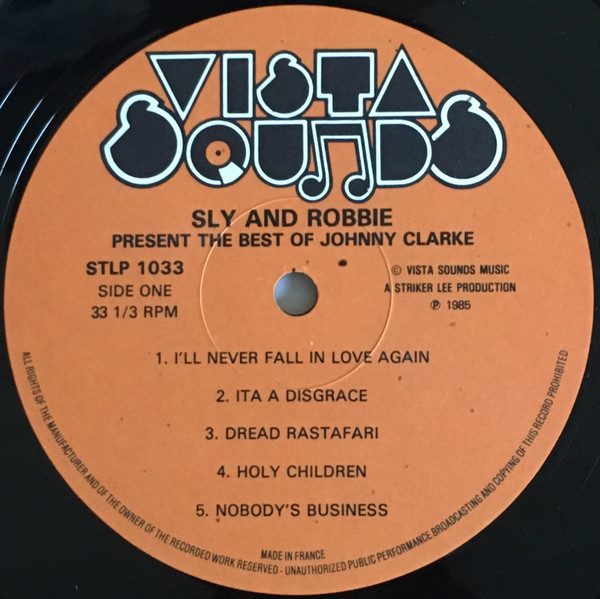 VISTA
SOUNDS
SLY AND ROBBIE
PRESENT THE BEST OF JOHNNY CLARKE
STLP 1033
SIDE ONE
33 1/3 RPM
© VISTA SOUNDS MUSIC
A STRIKER LEE PRODUCTION
℗ 1985
1. I'LL NEVER FALL IN LOVE AGAIN
2. ITA A DISGRACE
3. DREAD RASTAFARI
4. HOLY CHILDREN
5. NOBODY'S BUSINESS
MADE IN FRANCE
ALL RIGHTS OF THE MANUFACTURER AND OF THE OWNER OF THE RECORDED WORK RESERVED - UNAUTHORIZED PUBLIC PERFORMANCE BROADCASTING AND COPYING OF THIS RECORD PROHIBITED